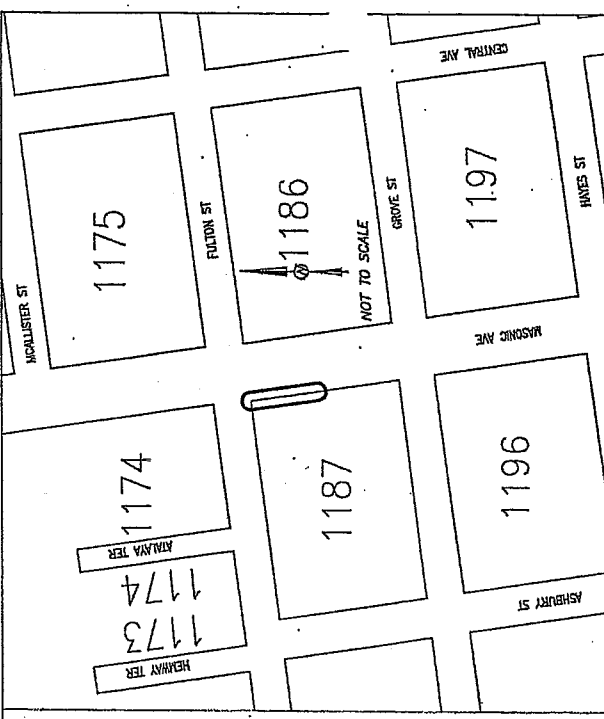 CENTRAL AVE
MCALLISTER ST
1175
FULTON ST
1186
NOT TO SCALE
GROVE ST
1197
HAYES ST
MASONIC AVE
1174
ATALAYA TER
1174
1173
HEMWAY TER
1187
1196
ASHBURY ST
N